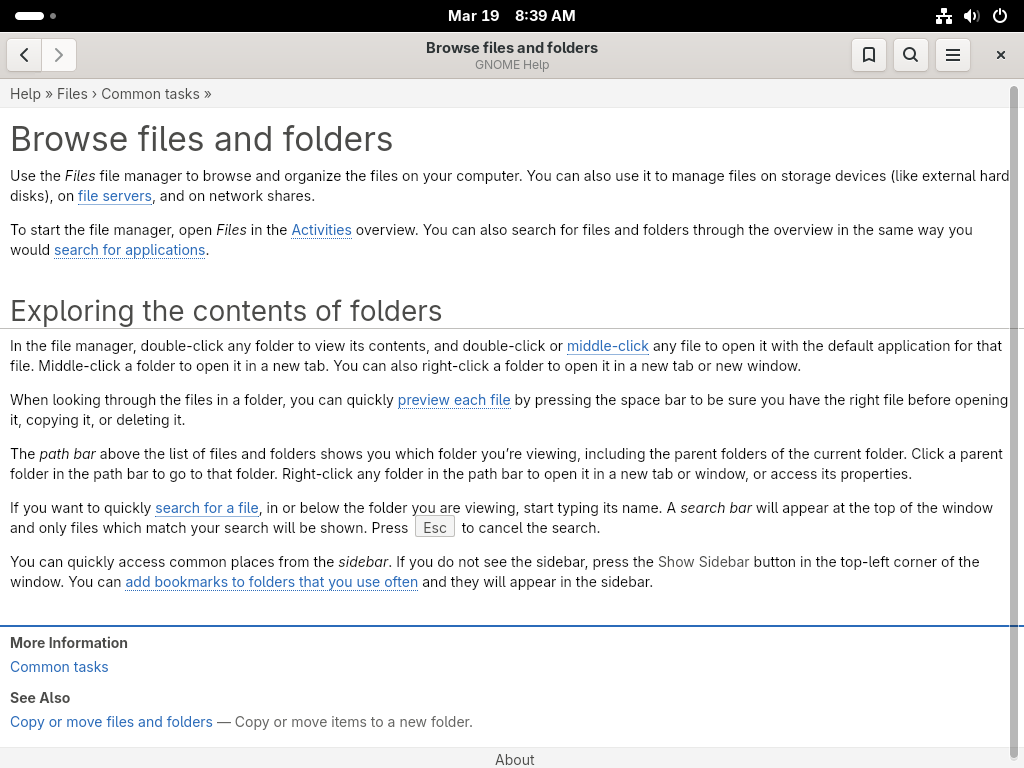 Mar 19 8:39 AM
Browse files and folders
GNOME Help
Help » Files › Common tasks »
Browse files and folders
Use the Files file manager to browse and organize the files on your computer. You can also use it to manage files on storage devices (like external hard
disks), on file servers, and on network shares.
To start the file manager, open Files in the Activities overview. You can also search for files and folders through the overview in the same way you
would search for applications.
Exploring the contents of folders
In the file manager, double-click any folder to view its contents, and double-click or middle-click any file to open it with the default application for that
file. Middle-click a folder to open it in a new tab. You can also right-click a folder to open it in a new tab or new window.
When looking through the files in a folder, you can quickly preview each file by pressing the space bar to be sure you have the right file before opening
it, copying it, or deleting it.
The path bar above the list of files and folders shows you which folder you’re viewing, including the parent folders of the current folder. Click a parent
folder in the path bar to go to that folder. Right-click any folder in the path bar to open it in a new tab or window, or access its properties.
If you want to quickly search for a file, in or below the folder you are viewing, start typing its name. A search bar will appear at the top of the window
and only files which match your search will be shown. Press Esc to cancel the search.
You can quickly access common places from the sidebar. If you do not see the sidebar, press the Show Sidebar button in the top-left corner of the
window. You can add bookmarks to folders that you use often and they will appear in the sidebar.
More Information
Common tasks
See Also
Copy or move files and folders — Copy or move items to a new folder.
About